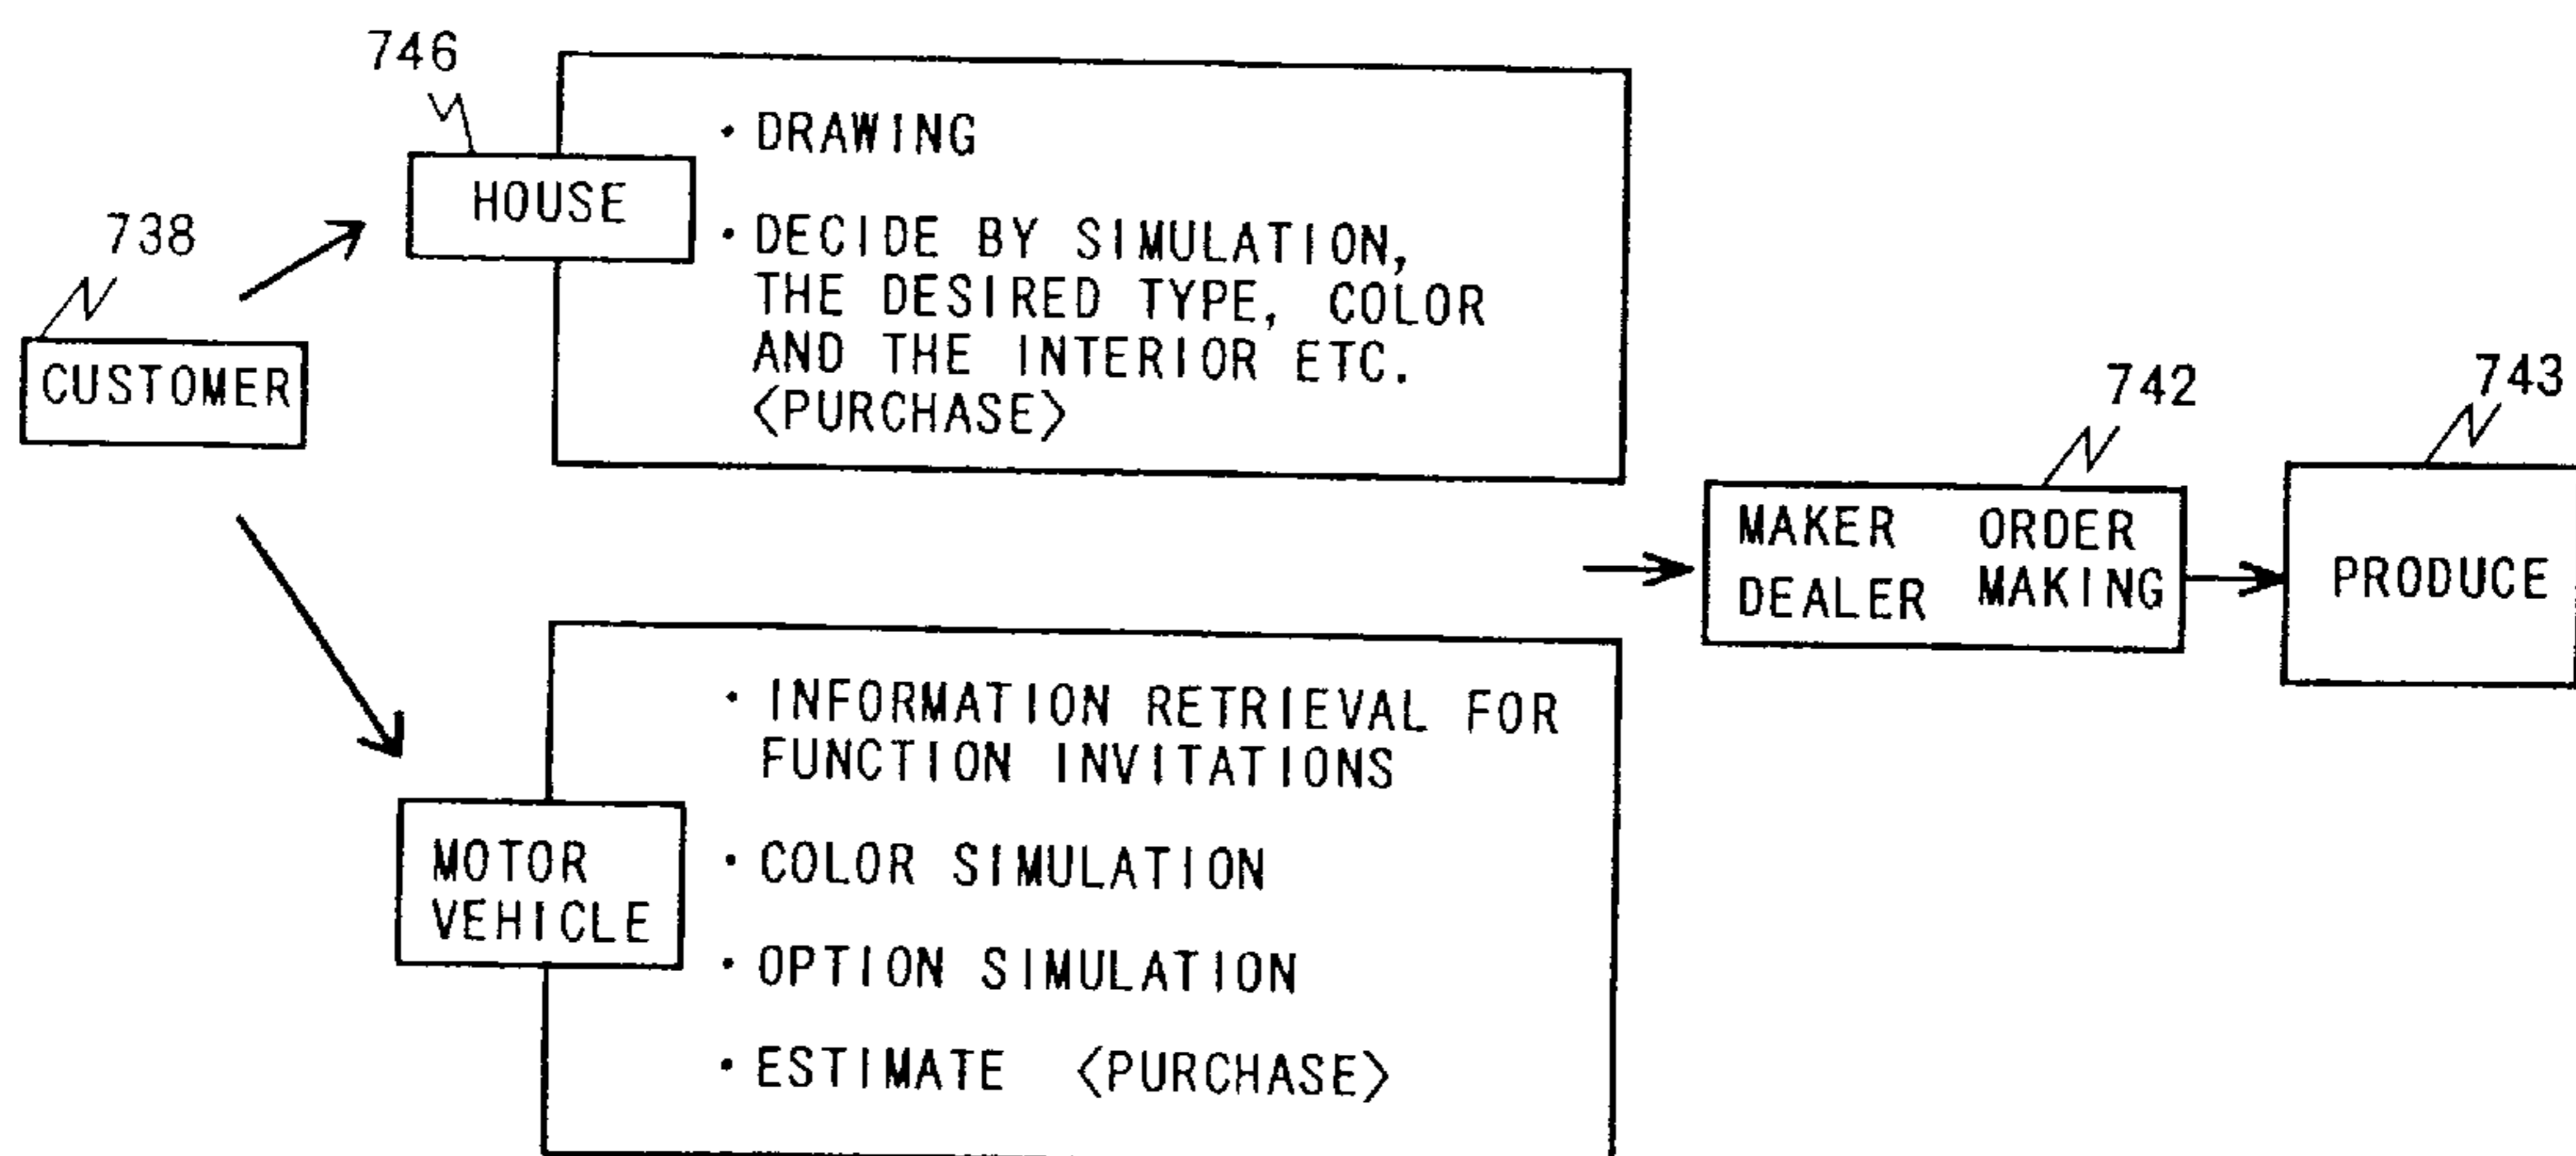 746
HOUSE
· DRAWING
· DECIDE BY SIMULATION,
THE DESIRED TYPE, COLOR
AND THE INTERIOR ETC.
<PURCHASE>
738
CUSTOMER
· INFORMATION RETRIEVAL FOR
FUNCTION INVITATIONS
· COLOR SIMULATION
· OPTION SIMULATION
· ESTIMATE <PURCHASE>
MOTOR
VEHICLE
742
MAKER ORDER
DEALER MAKING
743
PRODUCE